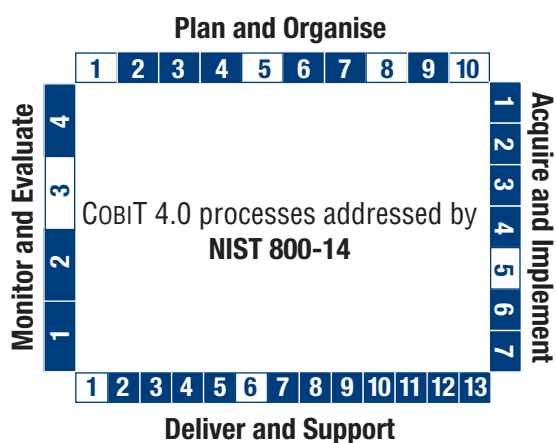 Plan and Organise
1 2 3 4 5 6 7 8 9 10
Monitor and Evaluate
4
3
2
1
COBIT 4.0 processes addressed by
NIST 800-14
1
2
3
4
5
6
7
Acquire and Implement
1 2 3 4 5 6 7 8 9 10 11 12 13
Deliver and Support